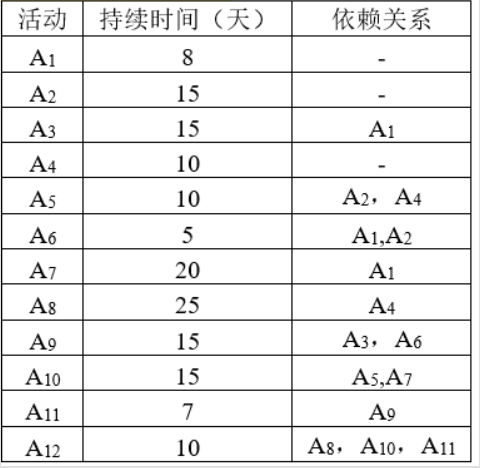 活动 持续时间（天） 依赖关系
A1 8 -
A2 15 -
A3 15 A1
A4 10 -
A5 10 A2，A4
A6 5 A1,A2
A7 20 A1
A8 25 A4
A9 15 A3，A6
A10 15 A5,A7
A11 7 A9
A12 10 A8，A10，A11